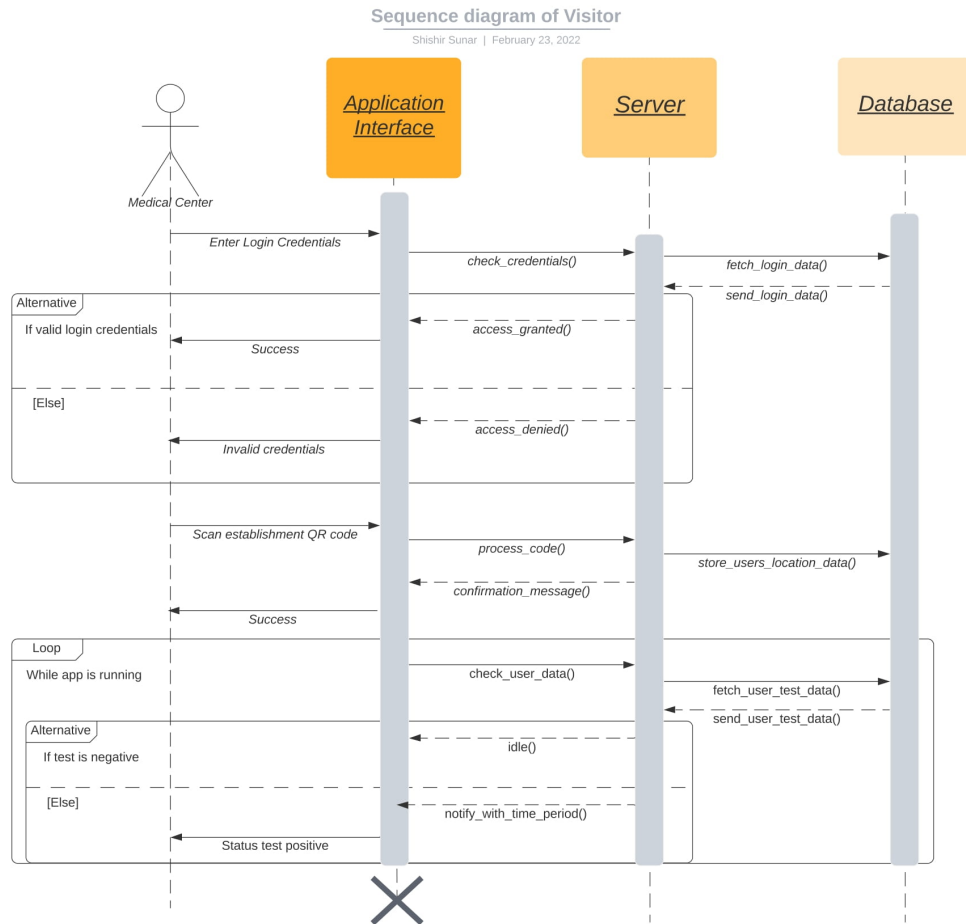 Sequence diagram of Visitor
Shishir Sunar | February 23, 2022
Application
Interface
Server
Database
Medical Center
Enter Login Credentials
check_credentials()
fetch_login_data()
send_login_data()
Alternative
If valid login credentials
access_granted()
Success
[Else]
access_denied()
Invalid credentials
Scan establishment QR code
process_code()
store_users_location_data()
confirmation_message()
Success
Loop
While app is running
check_user_data()
fetch_user_test_data()
send_user_test_data()
Alternative
If test is negative
idle()
[Else]
notify_with_time_period()
Status test positive